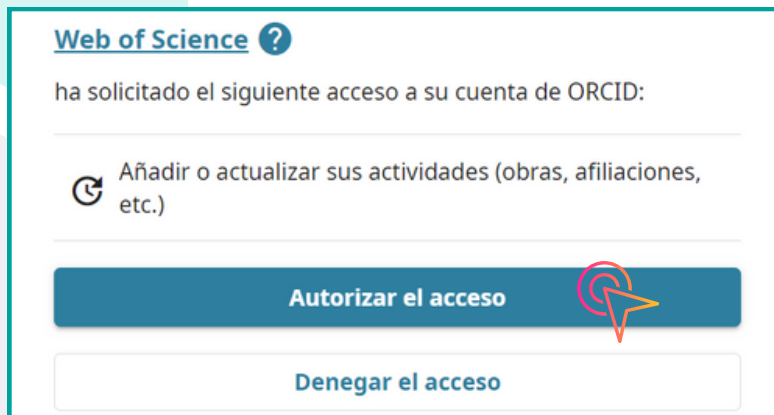 Web of Science ?
ha solicitado el siguiente acceso a su cuenta de ORCID:
Añadir o actualizar sus actividades (obras, afiliaciones,
etc.)
Autorizar el acceso
Denegar el acceso